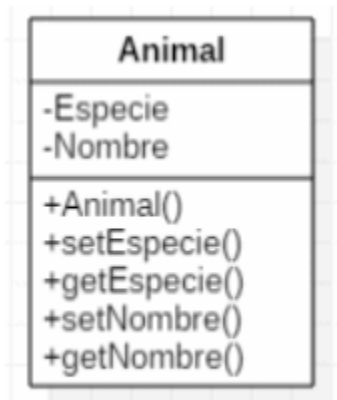 Animal
-Especie
-Nombre
+Animal()
+setEspecie()
+getEspecie()
+setNombre()
+getNombre()